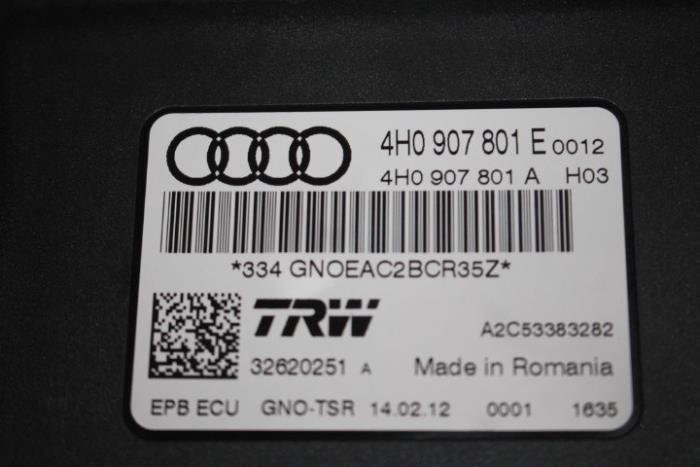 4H0 907 801 E 0012
4H0 907 801 A H03
*334 GNOEAC2BCR35Z*
TRW A2C53383282
32620251 A Made in Romania
EPB ECU GNO-TSR 14.02.12 0001 1635